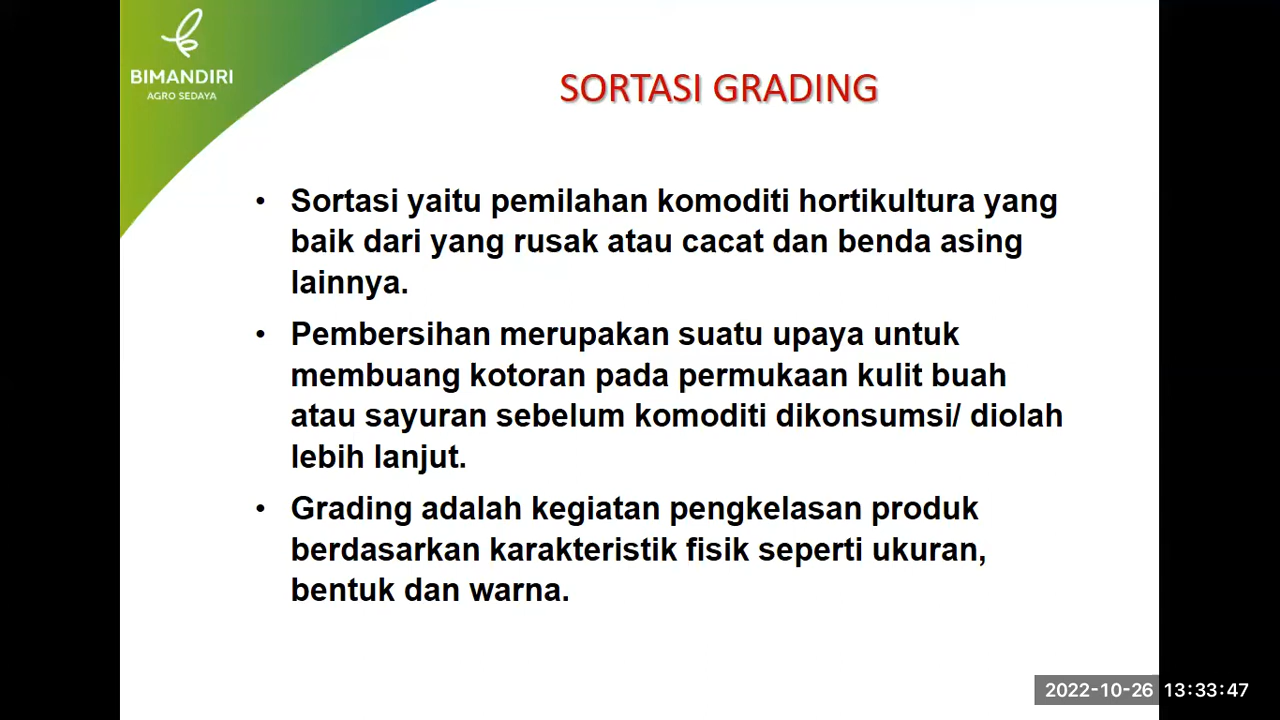 BIMANDIRI
AGRO SEDAYA
SORTASI GRADING
• Sortasi yaitu pemilahan komoditi hortikultura yang
baik dari yang rusak atau cacat dan benda asing
lainnya.
• Pembersihan merupakan suatu upaya untuk
membuang kotoran pada permukaan kulit buah
atau sayuran sebelum komoditi dikonsumsi/ diolah
lebih lanjut.
• Grading adalah kegiatan pengkelasan produk
berdasarkan karakteristik fisik seperti ukuran,
bentuk dan warna.
2022-10-26 13:33:47